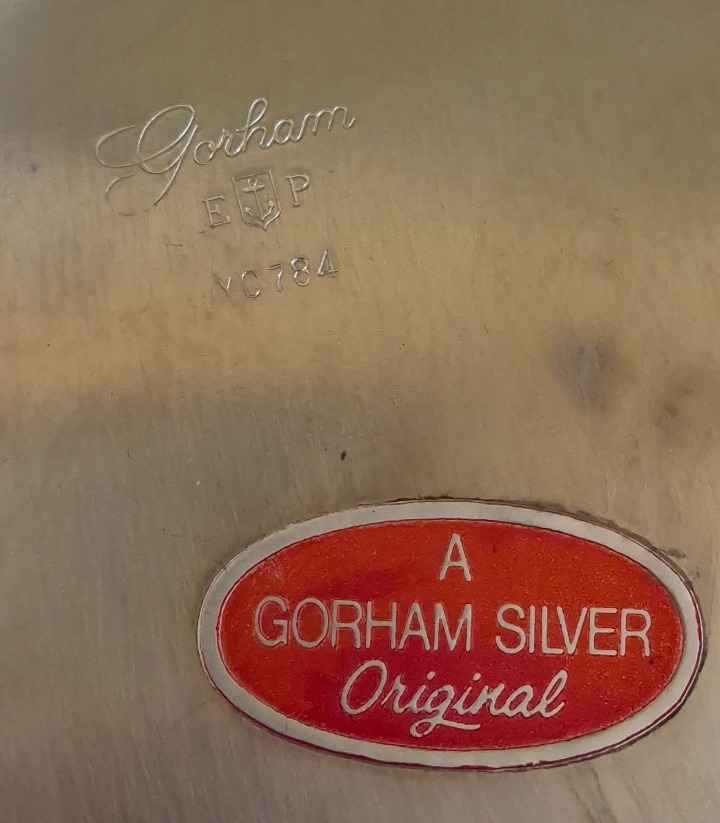 Gorham
E P
YC784
A
GORHAM SILVER
Original